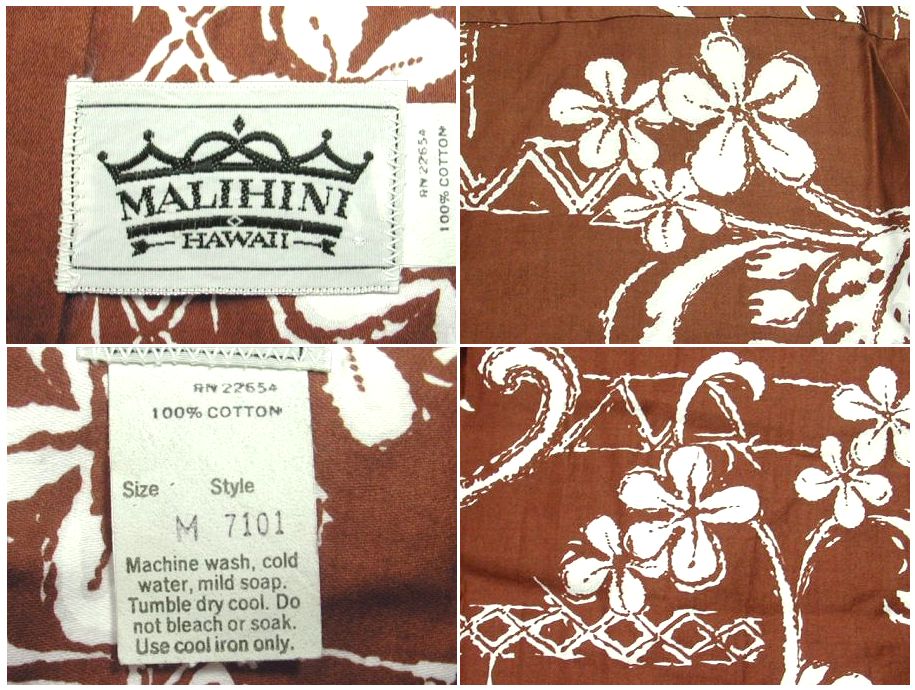 MALIHINI
HAWAII
RN 22654
100% COTTON
RN 22654
100% COTTON
Size Style
M 7101
Machine wash, cold
water, mild soap.
Tumble dry cool. Do
not bleach or soak.
Use cool iron only.